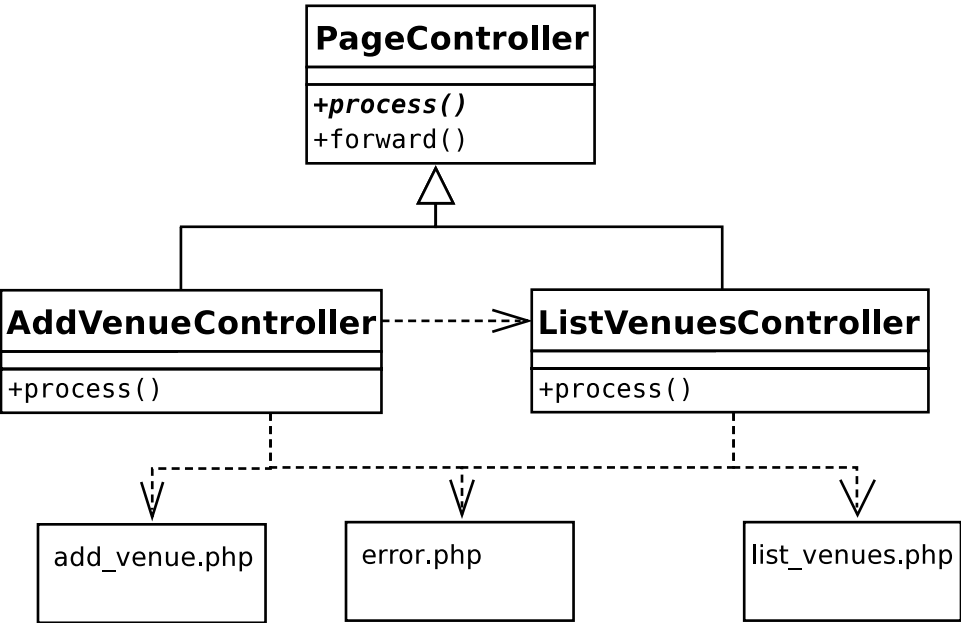 PageController
+process()
+forward()
AddVenueController
+process()
ListVenuesController
+process()
add_venue.php
error.php
list_venues.php